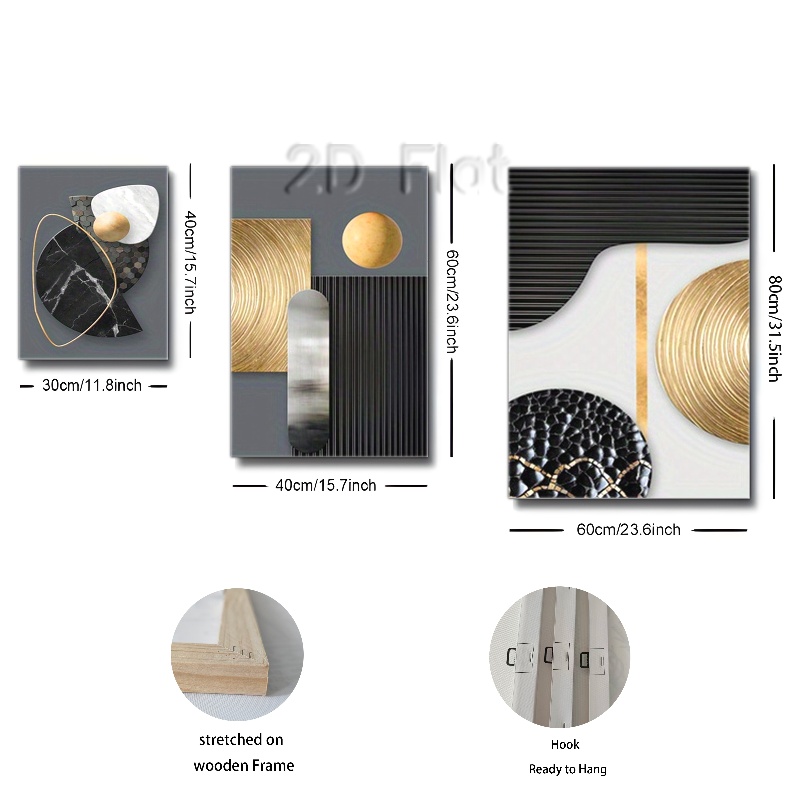 2D Flat
40cm/15.7inch
30cm/11.8inch
60cm/23.6inch
40cm/15.7inch
80cm/31.5inch
60cm/23.6inch
stretched on
wooden Frame
Hook
Ready to Hang